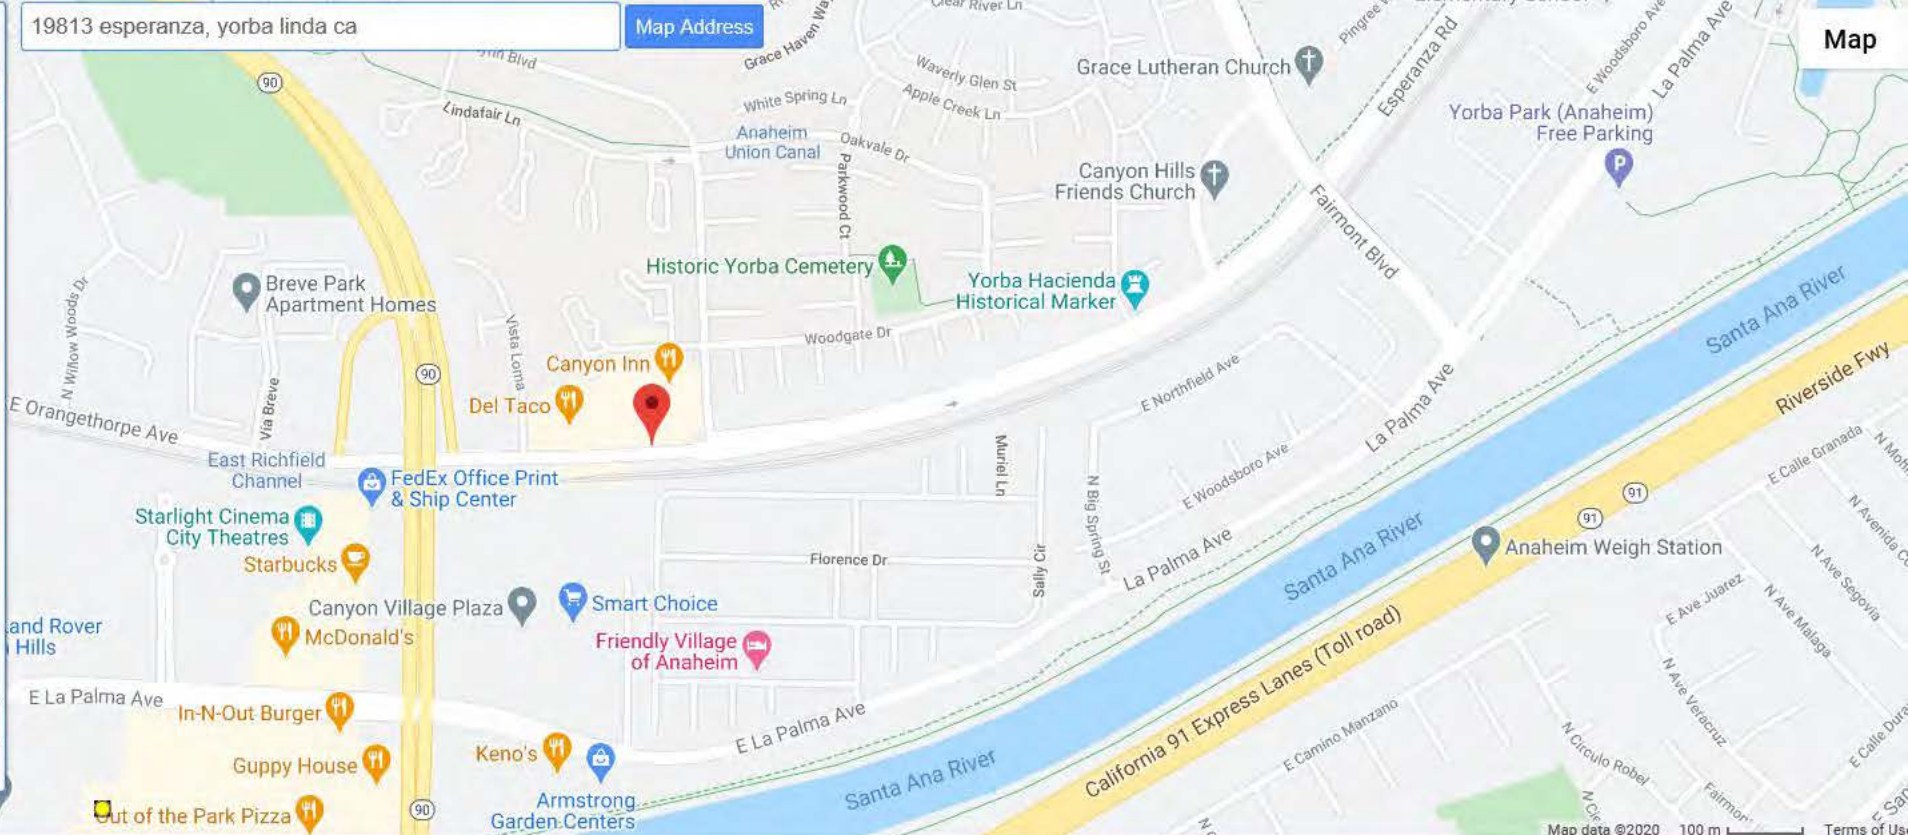 19813 esperanza, yorba linda ca
Map Address
Map
Clear River Ln
Grace Haven
Pingree
E Woodsboro Ave
La Palma Ave
Esperanza Rd
90
Blvd
Lindafair Ln
White Spring Ln
Waverly Glen St
Apple Creek Ln
Grace Lutheran Church
Anaheim
Union Canal
Oakvale Dr
Parkwood Ct
Yorba Park (Anaheim)
Free Parking
P
Canyon Hills
Friends Church
Fairmont Blvd
Historic Yorba Cemetery
Yorba Hacienda
Historical Marker
Breve Park
Apartment Homes
N Willow Woods Dr
Vista Loma
Woodgate Dr
Santa Ana River
Canyon Inn
90
Del Taco
Via Breve
E Northfield Ave
La Palma Ave
Riverside Fwy
E Orangethorpe Ave
East Richfield
Channel
FedEx Office Print
& Ship Center
Muriel Ln
N Big Spring St
E Woodsboro Ave
E Calle Granada
91
91
Starlight Cinema
City Theatres
Starbucks
Florence Dr
Sally Cir
La Palma Ave
Santa Ana River
Anaheim Weigh Station
N Ave Segovia
Canyon Village Plaza
Smart Choice
E Ave Juarez
N Ave Malaga
and Rover
Hills
McDonald's
Friendly Village
of Anaheim
California 91 Express Lanes (Toll road)
N Ave Veracruz
E La Palma Ave
In-N-Out Burger
E La Palma Ave
E Camino Manzano
N Circulo Robel
Guppy House
Keno's
Santa Ana River
Armstrong
Garden Centers
90
ut of the Park Pizza
Map data ©2020
100 m
Terms of Us